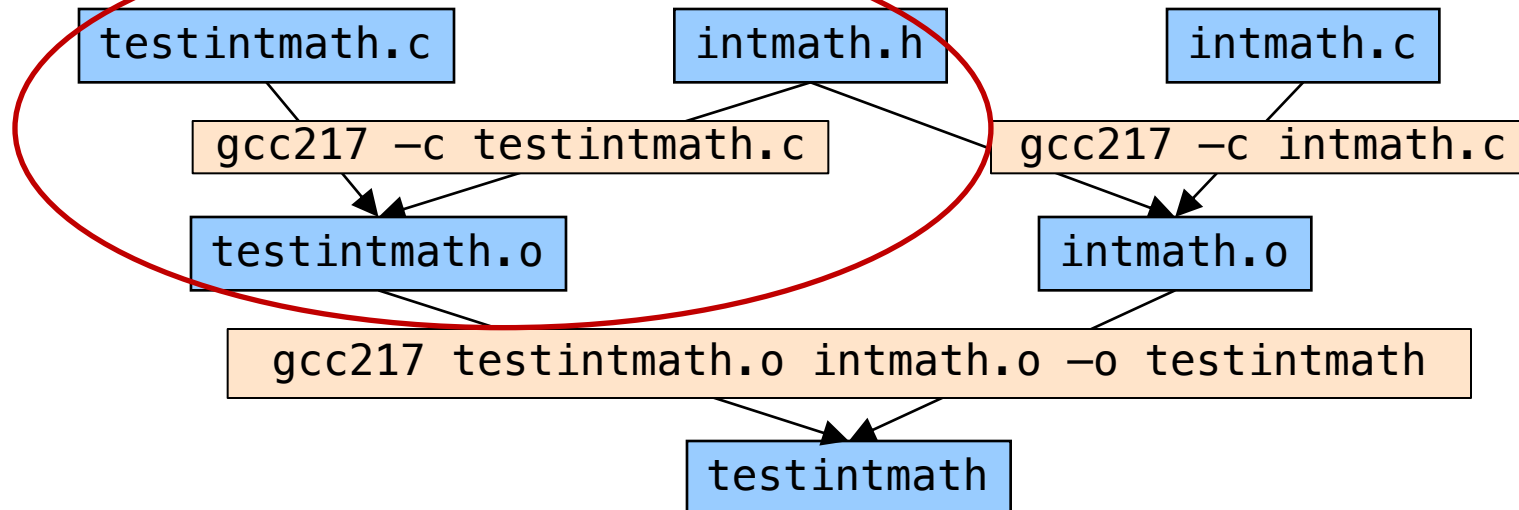 testintmath.c
intmath.h
intmath.c
gcc217 –c testintmath.c
gcc217 –c intmath.c
testintmath.o
intmath.o
gcc217 testintmath.o intmath.o –o testintmath
testintmath